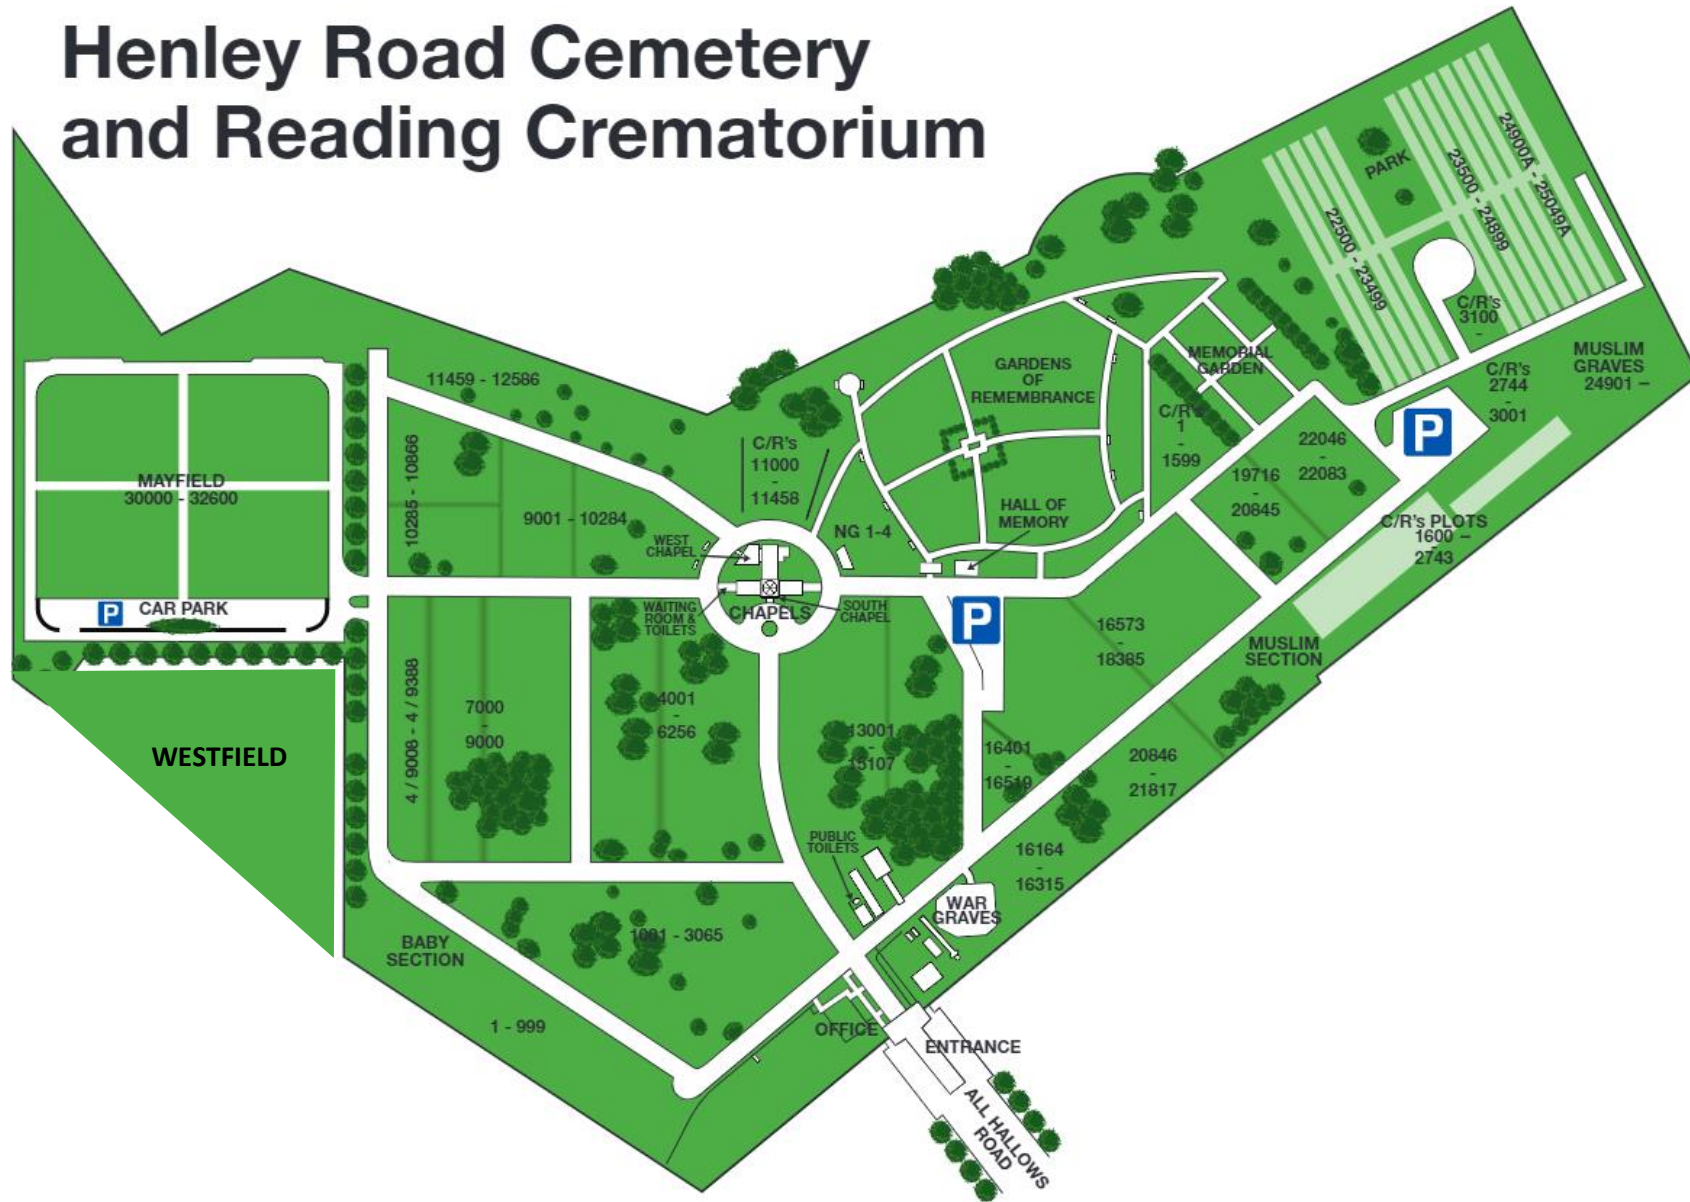 Henley Road Cemetery
and Reading Crematorium
PARK
24900A - 25049A
23500 - 24899
22500 - 23499
C/R's
3100
-
MUSLIM
GRAVES
24901 –
C/R's
2744
-
3001
P
MEMORIAL
GARDEN
GARDENS
OF
REMEMBRANCE
C/R's
1
-
1599
22046
-
22083
19716
-
20845
C/R's PLOTS
1600 –
-
2743
11459 - 12586
C/R's
11000
-
11458
10285 - 10866
9001 - 10284
MAYFIELD
30000 - 32600
HALL OF
MEMORY
NG 1-4
WEST
CHAPEL
WAITING
ROOM &
TOILETS
CHAPELS
SOUTH
CHAPEL
P
CAR PARK
P
16573
-
18385
MUSLIM
SECTION
4 / 9008 - 4 / 9388
7000
-
9000
4001
-
6256
13001
-
15107
16401
-
16519
20846
-
21817
WESTFIELD
PUBLIC
TOILETS
16164
-
16315
WAR
GRAVES
BABY
SECTION
1001 - 3065
1 - 999
OFFICE
ENTRANCE
ALL HALLOWS
ROAD